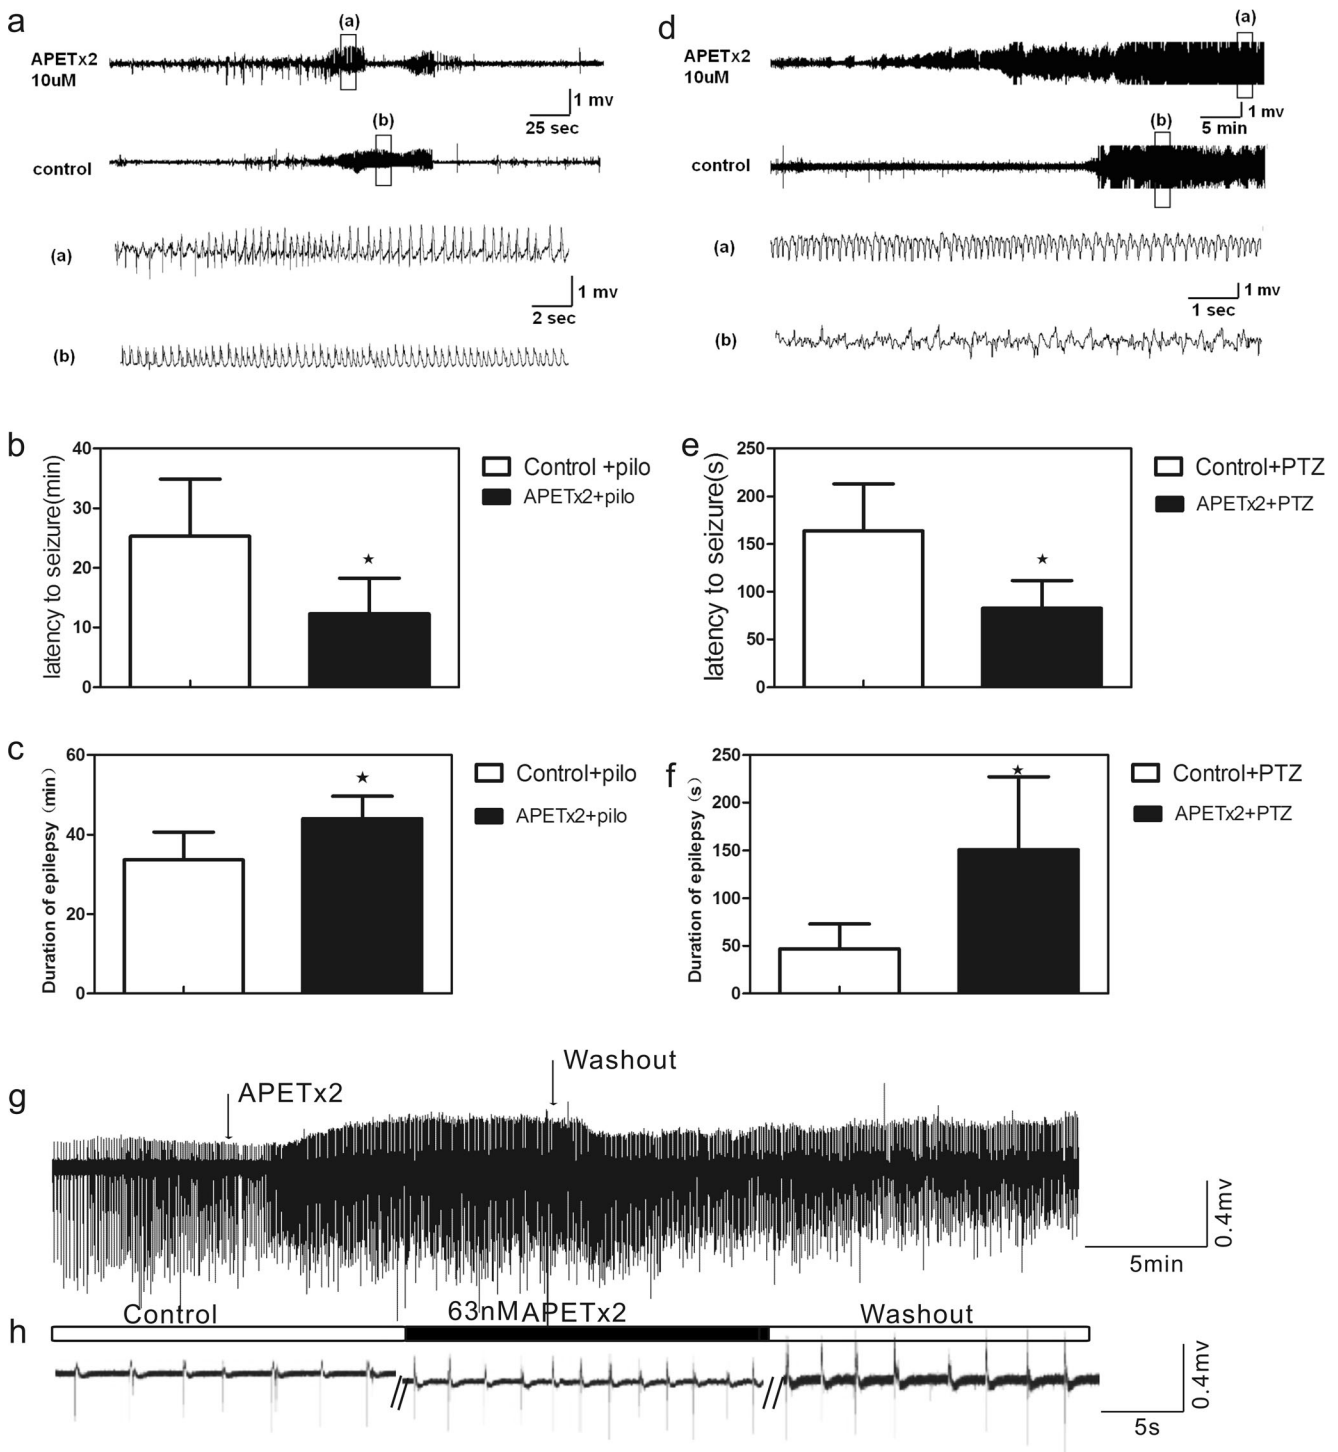 a
(a)
APETx2
10uM
1 mv
25 sec
(b)
control
(a)
1 mv
2 sec
(b)
d
(a)
APETx2
10uM
1 mv
5 min
(b)
control
(a)
1 mv
1 sec
(b)
b
latency to seizure(min)
40
30
20
10
0
★
Control +pilo
APETx2+pilo
e
latency to seizure(s)
250
200
150
100
50
0
★
Control+PTZ
APETx2+PTZ
c
Duration of epilepsy（min）
60
40
20
0
★
Control+pilo
APETx2+pilo
f
Duration of epilepsy（s）
250
200
150
100
50
0
★
Control+PTZ
APETx2+PTZ
g
APETx2
Washout
0.4mv
5min
h
Control
63nMAPETx2
Washout
0.4mv
5s